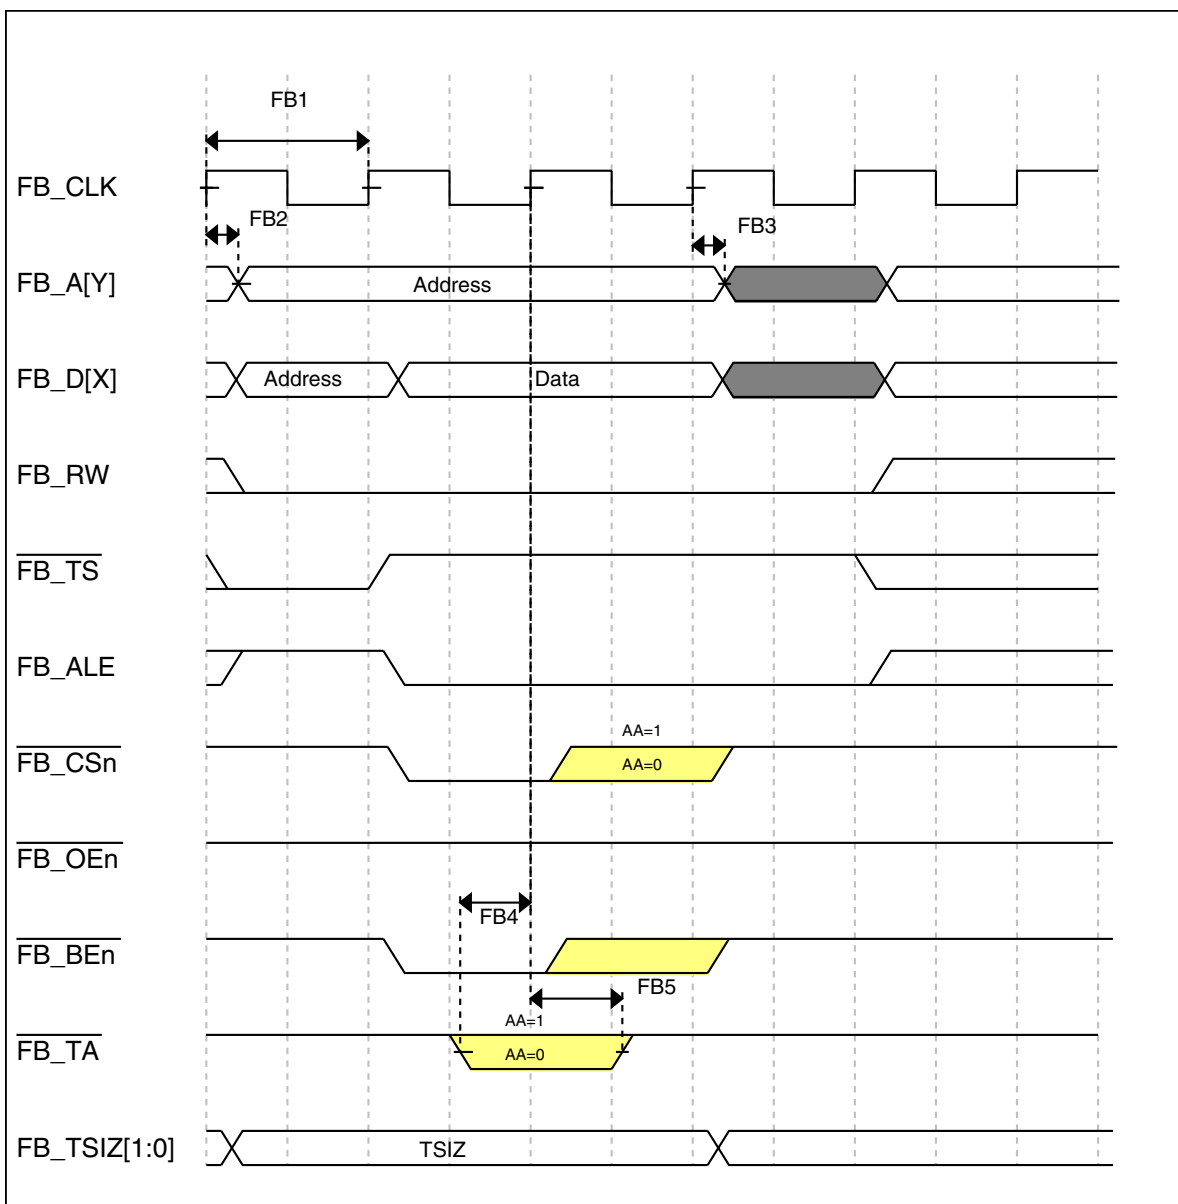 FB1
FB_CLK
FB2
FB3
FB_A[Y]
Address
FB_D[X]
Address
Data
FB_RW
FB_TS
FB_ALE
AA=1
FB_CSn
AA=0
FB_OEn
FB4
FB_BEn
FB5
AA=1
FB_TA
AA=0
FB_TSIZ[1:0]
TSIZ